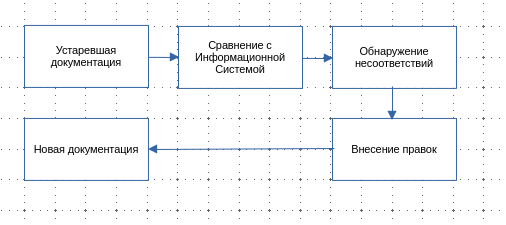 Устаревшая
документация
Сравнение с
Информационной
Системой
Обнаружение
несоответствий
Новая документация
Внесение правок